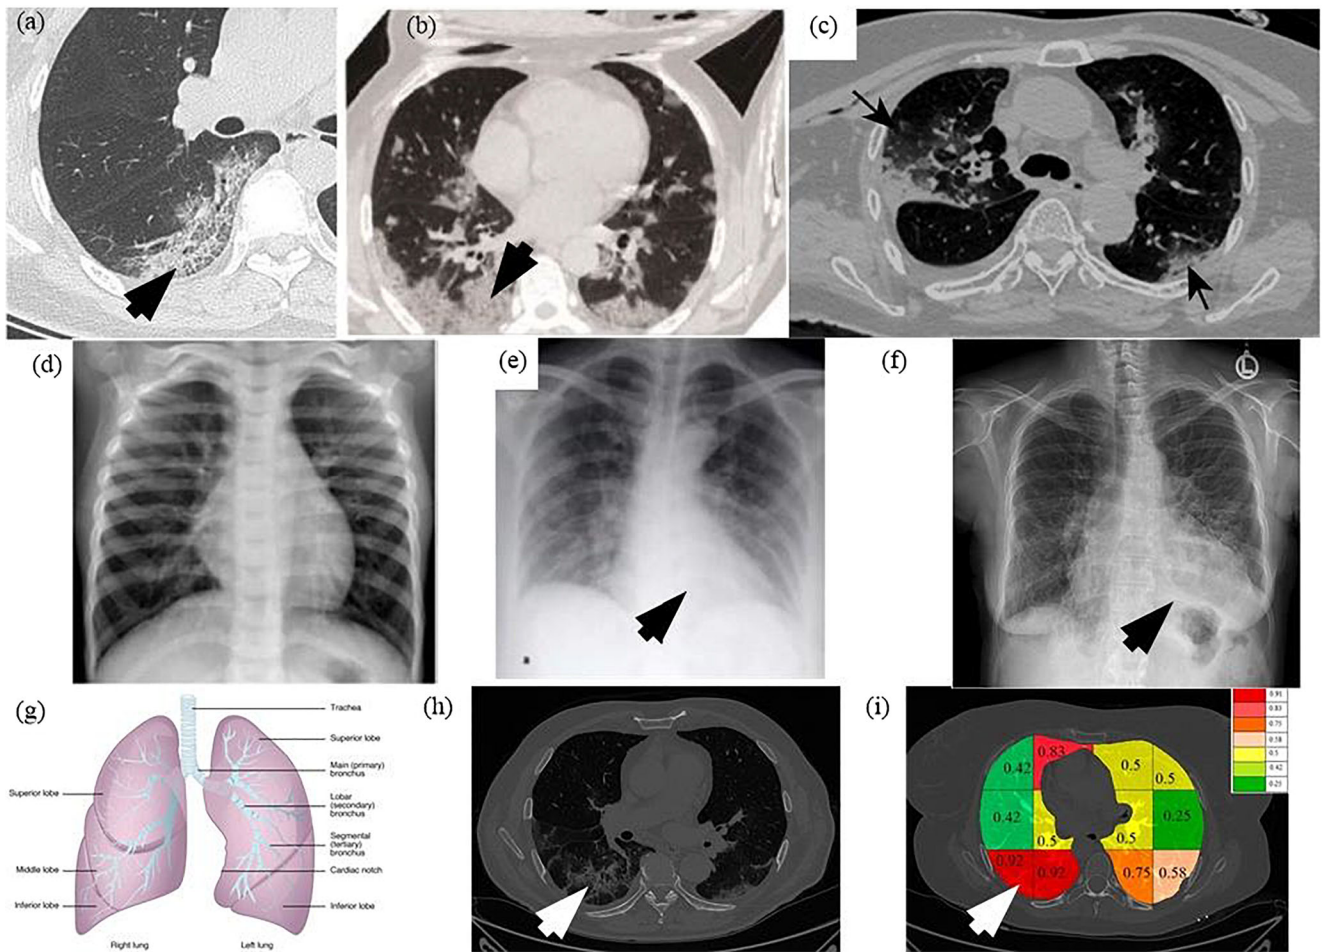 (a)
(b)
(c)
(d)
(e)
(f)
L
(g)
Trachea
Superior lobe
Main (primary)
bronchus
Superior lobe
Lobar
(secondary)
bronchus
Segmental
(tertiary)
bronchus
Middle lobe
Cardiac notch
Inferior lobe
Inferior lobe
Right lung
Left lung
(h)
(i)
0.42
0.83
0.5
0.5
0.42
0.5
0.5
0.25
0.92
0.92
0.75
0.58
0.91
0.83
0.75
0.58
0.5
0.42
0.25